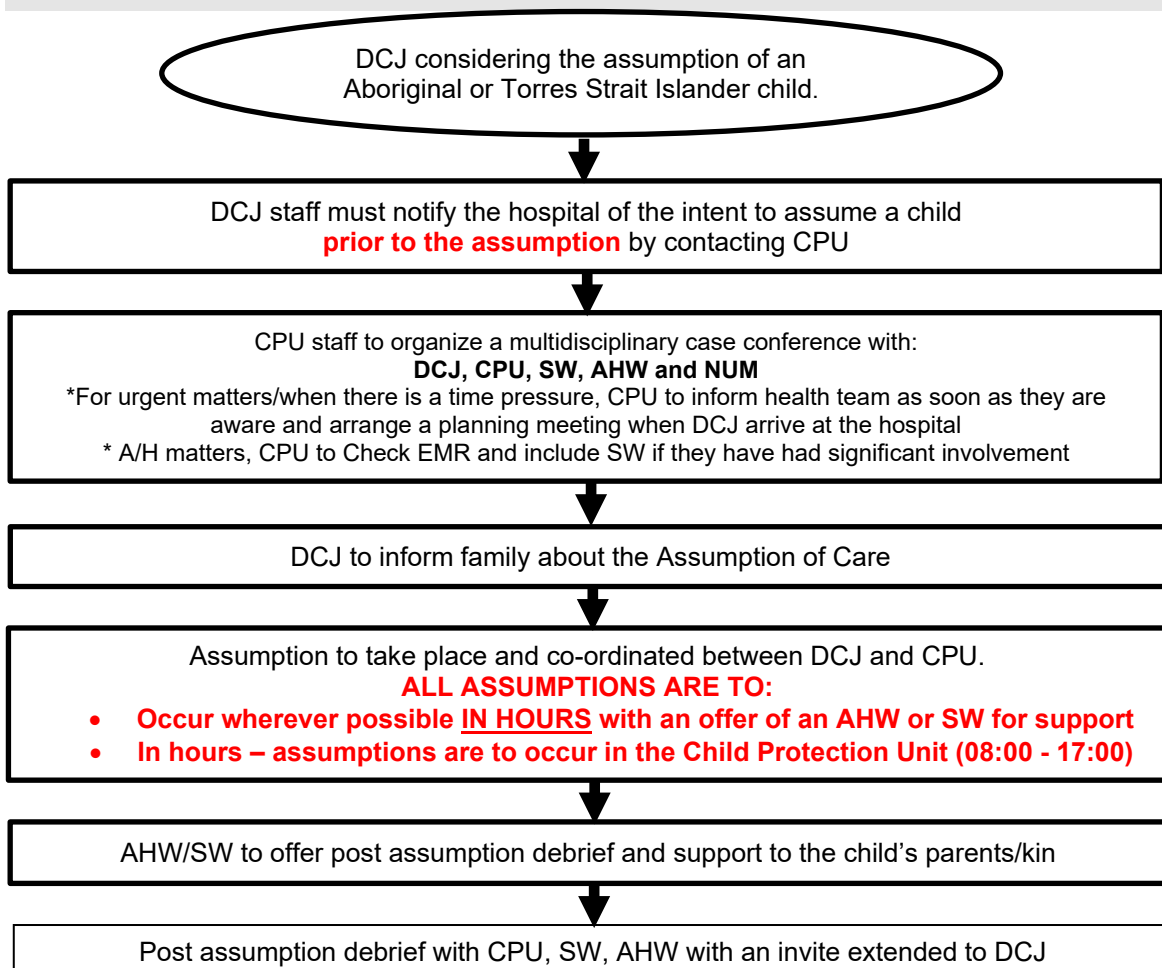 DCJ considering the assumption of an
Aboriginal or Torres Strait Islander child.
DCJ staff must notify the hospital of the intent to assume a child
prior to the assumption by contacting CPU
CPU staff to organize a multidisciplinary case conference with:
DCJ, CPU, SW, AHW and NUM
*For urgent matters/when there is a time pressure, CPU to inform health team as soon as they are
aware and arrange a planning meeting when DCJ arrive at the hospital
* A/H matters, CPU to Check EMR and include SW if they have had significant involvement
DCJ to inform family about the Assumption of Care
Assumption to take place and co-ordinated between DCJ and CPU.
ALL ASSUMPTIONS ARE TO:
• Occur wherever possible IN HOURS with an offer of an AHW or SW for support
• In hours – assumptions are to occur in the Child Protection Unit (08:00 - 17:00)
AHW/SW to offer post assumption debrief and support to the child's parents/kin
Post assumption debrief with CPU, SW, AHW with an invite extended to DCJ